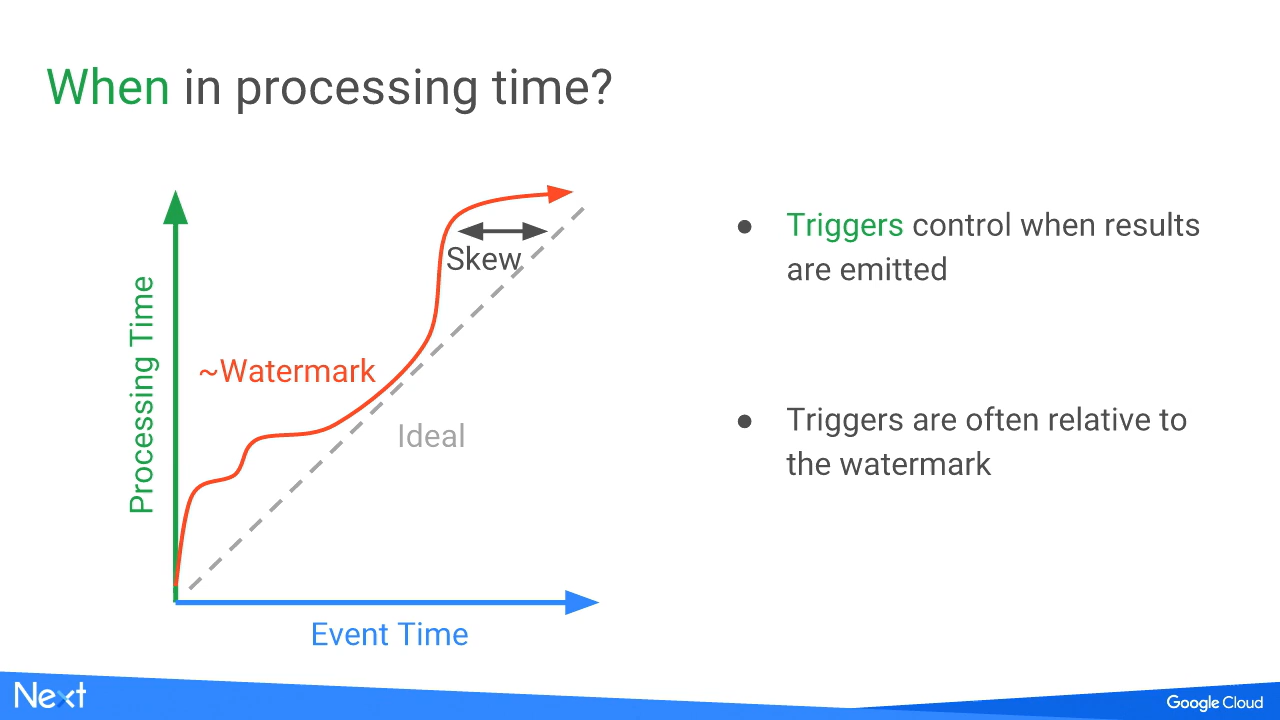 When in processing time?
Processing Time
~Watermark
Skew
Ideal
Event Time
● Triggers control when results
are emitted
● Triggers are often relative to
the watermark
Next
Google Cloud